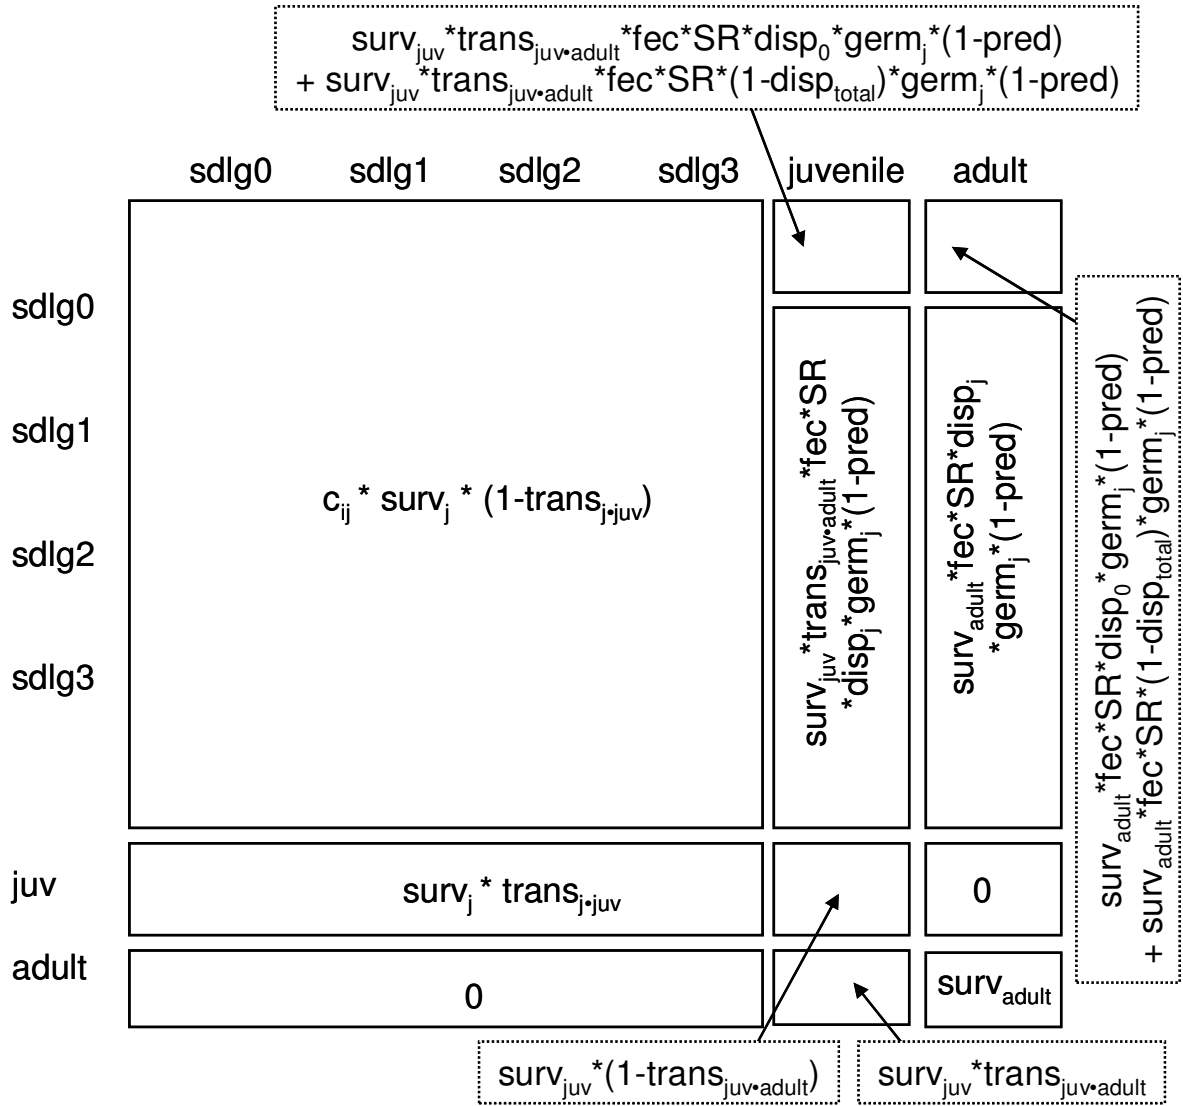 surv_juv*trans_juv•adult*fec*SR*disp_0*germ_j*(1-pred)
+ surv_juv*trans_juv•adult*fec*SR*(1-disp_total)*germ_j*(1-pred)
sdlg0 sdlg1 sdlg2 sdlg3 juvenile adult
sdlg0
sdlg1
sdlg2
sdlg3
c_ij * surv_j * (1-trans_j•juv)
surv_juv*trans_juv•adult*fec*SR
*disp_j*germ_j*(1-pred)
surv_adult*fec*SR*disp_j
*germ_j*(1-pred)
surv_adult*fec*SR*disp_0*germ_j*(1-pred)
+ surv_adult*fec*SR*(1-disp_total)*germ_j*(1-pred)
juv
surv_j * trans_j•juv
0
adult
0
surv_adult
surv_juv*(1-trans_juv•adult)
surv_juv*trans_juv•adult